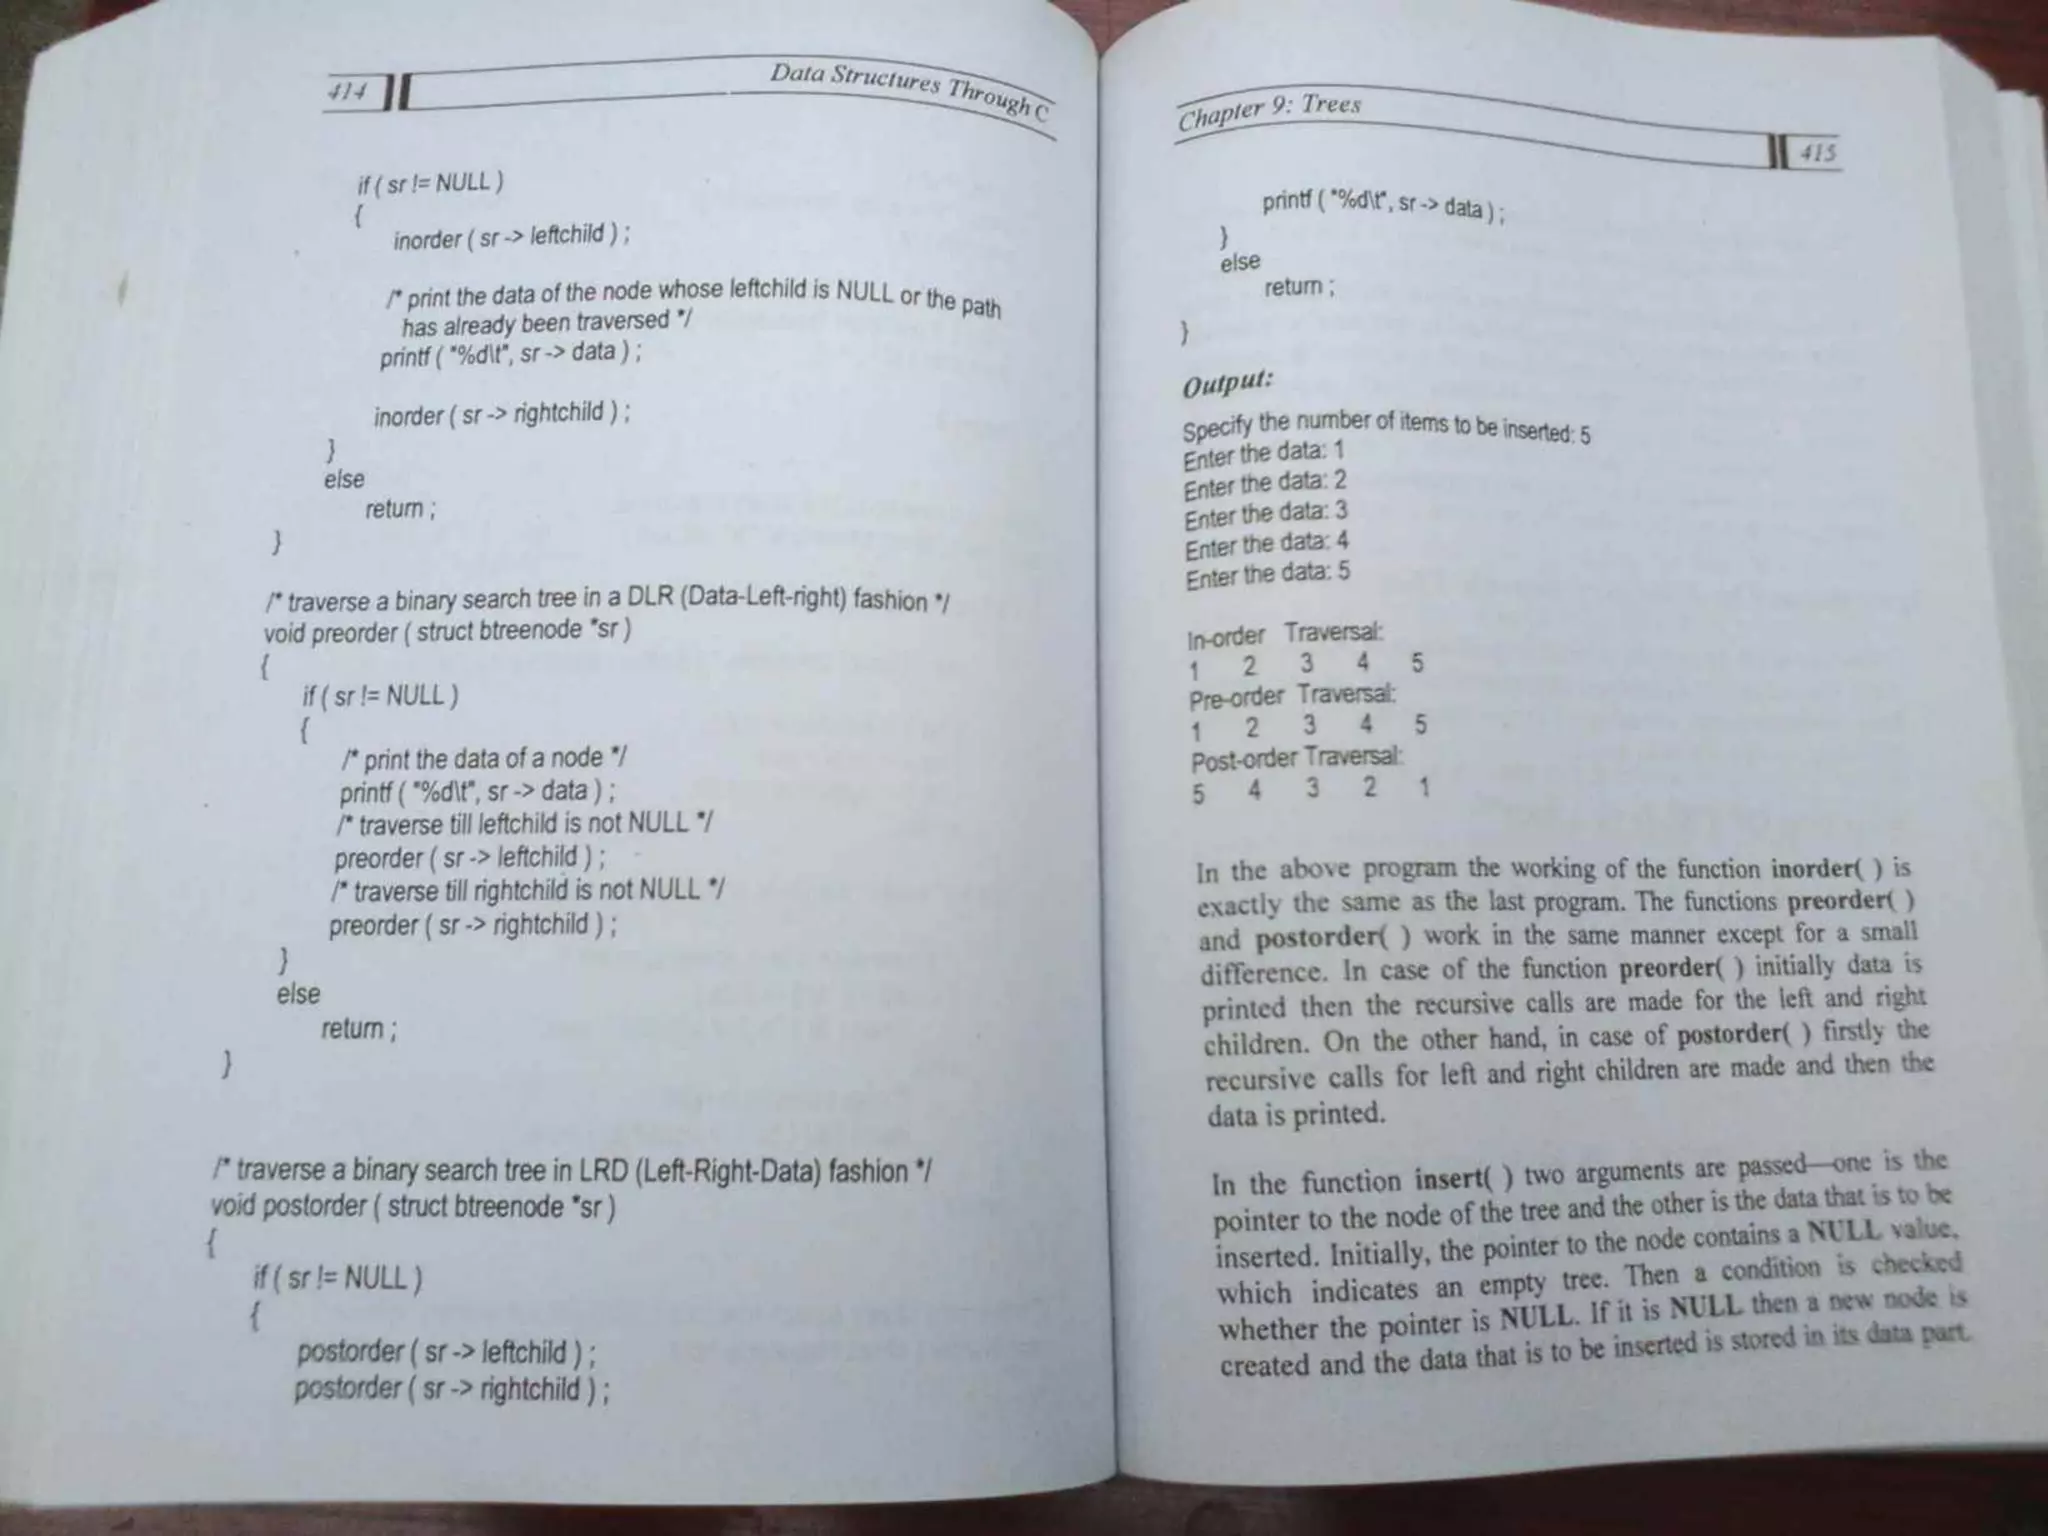 414 Data Structures Through C
if ( sr != NULL )
{
inorder ( sr -> leftchild ) ;
/* print the data of the node whose leftchild is NULL or the path
has already been traversed */
printf ( "%d\t", sr -> data ) ;
inorder ( sr -> rightchild ) ;
}
else
return ;
}
/* traverse a binary search tree in a DLR (Data-Left-right) fashion */
void preorder ( struct btreenode *sr )
{
if ( sr != NULL )
{
/* print the data of a node */
printf ( "%d\t", sr -> data ) ;
/* traverse till leftchild is not NULL */
preorder ( sr -> leftchild ) ;
/* traverse till rightchild is not NULL */
preorder ( sr -> rightchild ) ;
}
else
return ;
}
/* traverse a binary search tree in LRD (Left-Right-Data) fashion */
void postorder ( struct btreenode *sr )
{
if ( sr != NULL )
{
postorder ( sr -> leftchild ) ;
postorder ( sr -> rightchild ) ;
Chapter 9: Trees 415
printf ( "%d\t", sr -> data ) ;
}
else
return ;
}
Output:
Specify the number of items to be inserted: 5
Enter the data: 1
Enter the data: 2
Enter the data: 3
Enter the data: 4
Enter the data: 5
In-order Traversal:
1 2 3 4 5
Pre-order Traversal:
1 2 3 4 5
Post-order Traversal:
5 4 3 2 1
In the above program the working of the function inorder( ) is
exactly the same as the last program. The functions preorder( )
and postorder( ) work in the same manner except for a small
difference. In case of the function preorder( ) initially data is
printed then the recursive calls are made for the left and right
children. On the other hand, in case of postorder( ) firstly the
recursive calls for left and right children are made and then the
data is printed.
In the function insert( ) two arguments are passed—one is the
pointer to the node of the tree and the other is the data that is to be
inserted. Initially, the pointer to the node contains a NULL value,
which indicates an empty tree. Then a condition is checked
whether the pointer is NULL. If it is NULL then a new node is
created and the data that is to be inserted is stored in its data part.